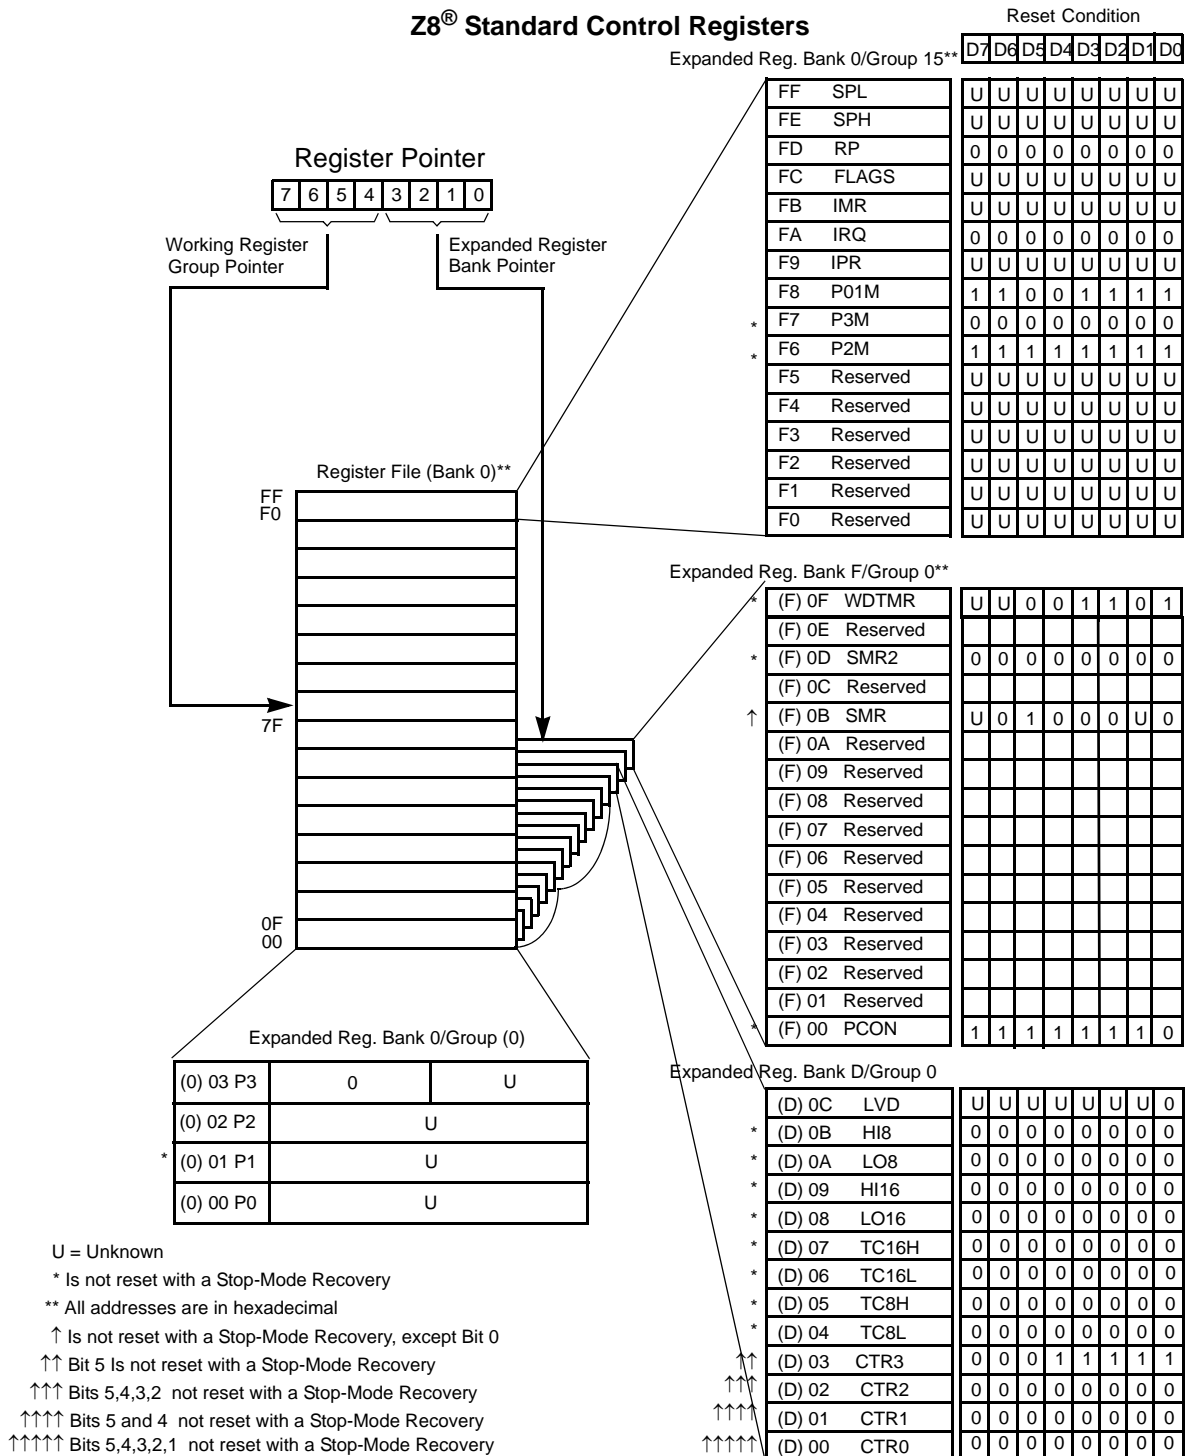 Z8® Standard Control Registers
Reset Condition
Expanded Reg. Bank 0/Group 15**
D7 D6 D5 D4 D3 D2 D1 D0
FF SPL U U U U U U U U
FE SPH U U U U U U U U
FD RP 0 0 0 0 0 0 0 0
FC FLAGS U U U U U U U U
FB IMR U U U U U U U U
FA IRQ 0 0 0 0 0 0 0 0
F9 IPR U U U U U U U U
F8 P01M 1 1 0 0 1 1 1 1
* F7 P3M 0 0 0 0 0 0 0 0
* F6 P2M 1 1 1 1 1 1 1 1
F5 Reserved U U U U U U U U
F4 Reserved U U U U U U U U
F3 Reserved U U U U U U U U
F2 Reserved U U U U U U U U
F1 Reserved U U U U U U U U
F0 Reserved U U U U U U U U
Register Pointer
7 6 5 4 3 2 1 0
Working Register
Group Pointer
Expanded Register
Bank Pointer
Register File (Bank 0)**
FF
F0
7F
0F
00
Expanded Reg. Bank F/Group 0**
* (F) 0F WDTMR U U 0 0 1 1 0 1
(F) 0E Reserved
* (F) 0D SMR2 0 0 0 0 0 0 0 0
(F) 0C Reserved
↑ (F) 0B SMR U 0 1 0 0 0 U 0
(F) 0A Reserved
(F) 09 Reserved
(F) 08 Reserved
(F) 07 Reserved
(F) 06 Reserved
(F) 05 Reserved
(F) 04 Reserved
(F) 03 Reserved
(F) 02 Reserved
(F) 01 Reserved
* (F) 00 PCON 1 1 1 1 1 1 1 0
Expanded Reg. Bank 0/Group (0)
(0) 03 P3 0 U
(0) 02 P2 U
* (0) 01 P1 U
(0) 00 P0 U
Expanded Reg. Bank D/Group 0
(D) 0C LVD U U U U U U U 0
* (D) 0B HI8 0 0 0 0 0 0 0 0
* (D) 0A LO8 0 0 0 0 0 0 0 0
* (D) 09 HI16 0 0 0 0 0 0 0 0
* (D) 08 LO16 0 0 0 0 0 0 0 0
* (D) 07 TC16H 0 0 0 0 0 0 0 0
* (D) 06 TC16L 0 0 0 0 0 0 0 0
* (D) 05 TC8H 0 0 0 0 0 0 0 0
* (D) 04 TC8L 0 0 0 0 0 0 0 0
↑↑ (D) 03 CTR3 0 0 0 1 1 1 1 1
↑↑↑ (D) 02 CTR2 0 0 0 0 0 0 0 0
↑↑↑↑ (D) 01 CTR1 0 0 0 0 0 0 0 0
↑↑↑↑↑ (D) 00 CTR0 0 0 0 0 0 0 0 0
U = Unknown
* Is not reset with a Stop-Mode Recovery
** All addresses are in hexadecimal
↑ Is not reset with a Stop-Mode Recovery, except Bit 0
↑↑ Bit 5 Is not reset with a Stop-Mode Recovery
↑↑↑ Bits 5,4,3,2 not reset with a Stop-Mode Recovery
↑↑↑↑ Bits 5 and 4 not reset with a Stop-Mode Recovery
↑↑↑↑↑ Bits 5,4,3,2,1 not reset with a Stop-Mode Recovery